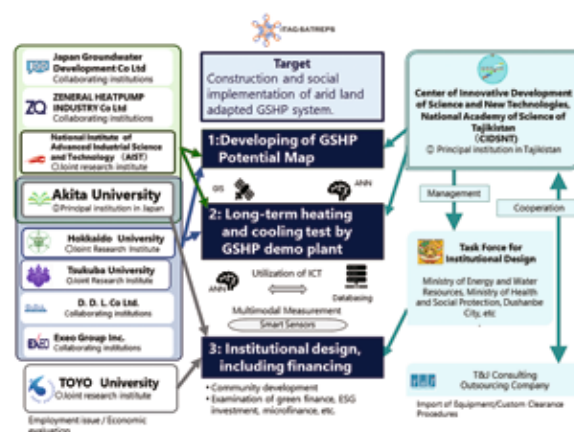 ITAG-SATREPS
Japan Groundwater
Development Co Ltd
Collaborating institutions
ZQ
ZENERAL HEATPUMP
INDUSTRY Co Ltd
Collaborating institutions
National Institute of
Advanced Industrial Science
and Technology （AIST）
◎Joint research Institute
Akita University
◎Principal institution in Japan
Hokkaido University
◎Joint Research Institute
Tsukuba University
◎Joint Research Institute
D. D. L. Co Ltd.
Collaborating institutions
Exeo Group Inc.
Collaborating institutions
TOYO University
◎Joint research institute
Employment issue / Economic
evaluation
Target
Construction and social
implementation of arid land
adapted GSHP system.
1:Developing of GSHP
Potential Map
GIS
ANN
2: Long-term heating
and cooling test by
GSHP demo plant
Utilization of ICT
ANN
Databasing
Multimodal Measurement
Smart Sensors
3: Institutional design,
including financing
• Community development
• Examination of green finance, ESG
investment, microfinance, etc.
Center of Innovative Development
of Science and New Technologies,
National Academy of Science of
Tajikistan
(CIDSNT)
◎ Principal institution in Tajikistan
Management
Cooperation
Task Force for
Institutional Design
Ministry of Energy and Water
Resources, Ministry of Health
and Social Protection, Dushanbe
City, etc
T&J Consulting
Outsourcing Company
Import of Equipment/Custom Clearance
Procedures